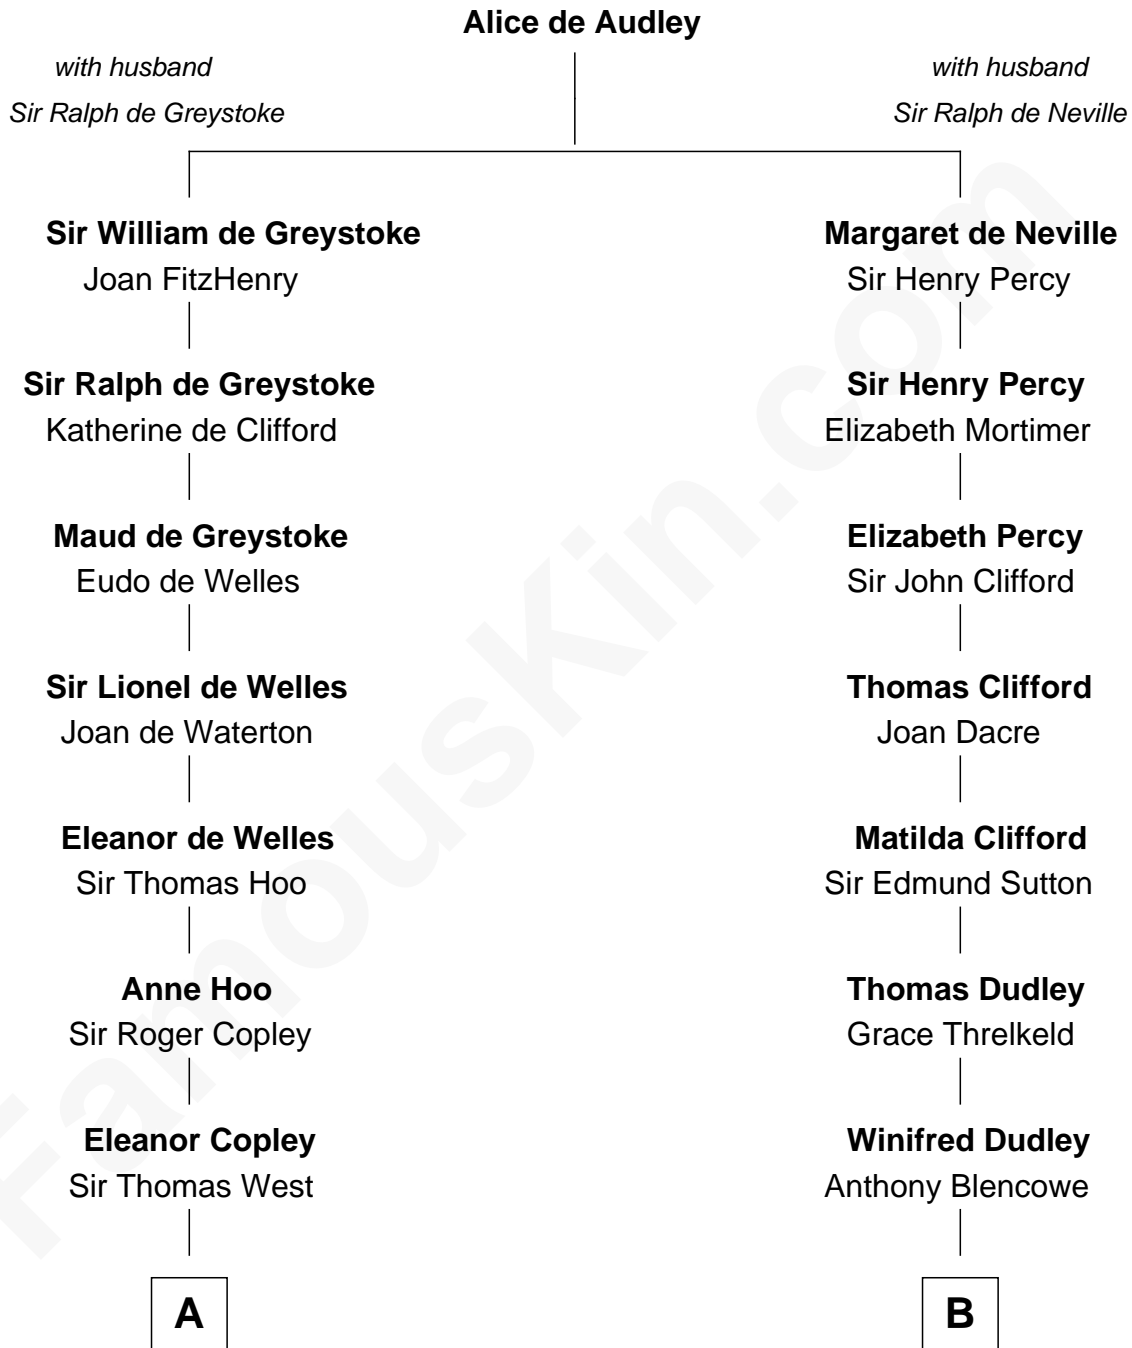 Alice de Audley
with husband
Sir Ralph de Greystoke
with husband
Sir Ralph de Neville
Sir William de Greystoke
Joan FitzHenry
Margaret de Neville
Sir Henry Percy
Sir Ralph de Greystoke
Katherine de Clifford
Sir Henry Percy
Elizabeth Mortimer
Maud de Greystoke
Eudo de Welles
Elizabeth Percy
Sir John Clifford
Sir Lionel de Welles
Joan de Waterton
Thomas Clifford
Joan Dacre
Eleanor de Welles
Sir Thomas Hoo
Matilda Clifford
Sir Edmund Sutton
Anne Hoo
Sir Roger Copley
Thomas Dudley
Grace Threlkeld
Eleanor Copley
Sir Thomas West
Winifred Dudley
Anthony Blencowe
A
B
FamousKin.com